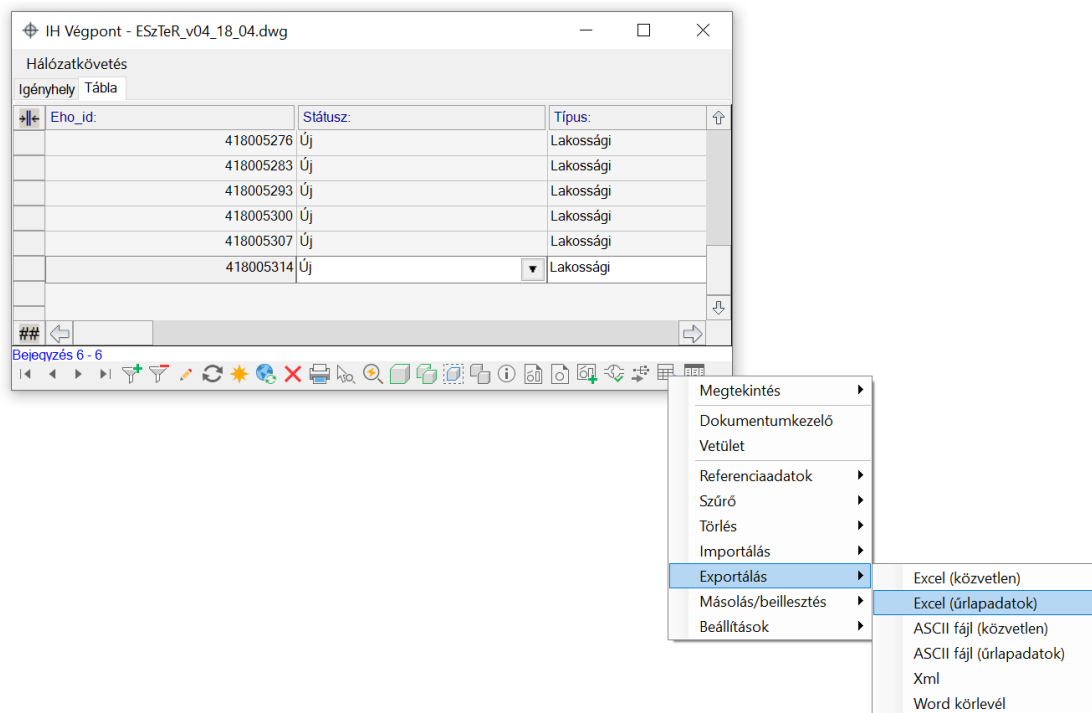 IH Végpont - ESzTeR_v04_18_04.dwg
Hálózatkövetés
Igényhely Tábla
Eho_id: Státusz: Típus:
418005276 Új Lakossági
418005283 Új Lakossági
418005293 Új Lakossági
418005300 Új Lakossági
418005307 Új Lakossági
418005314 Új Lakossági
##
Bejegyzés 6 - 6
Megtekintés
Dokumentumkezelő
Vetület
Referenciaadatok
Szűrő
Törlés
Importálás
Exportálás
Másolás/beillesztés
Beállítások
Excel (közvetlen)
Excel (űrlapadatok)
ASCII fájl (közvetlen)
ASCII fájl (űrlapadatok)
Xml
Word körlevél